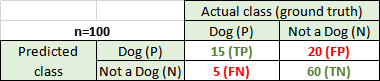 Actual class (ground truth)
n=100 Dog (P) Not a Dog (N)
Predicted class Dog (P) 15 (TP) 20 (FP)
Not a Dog (N) 5 (FN) 60 (TN)